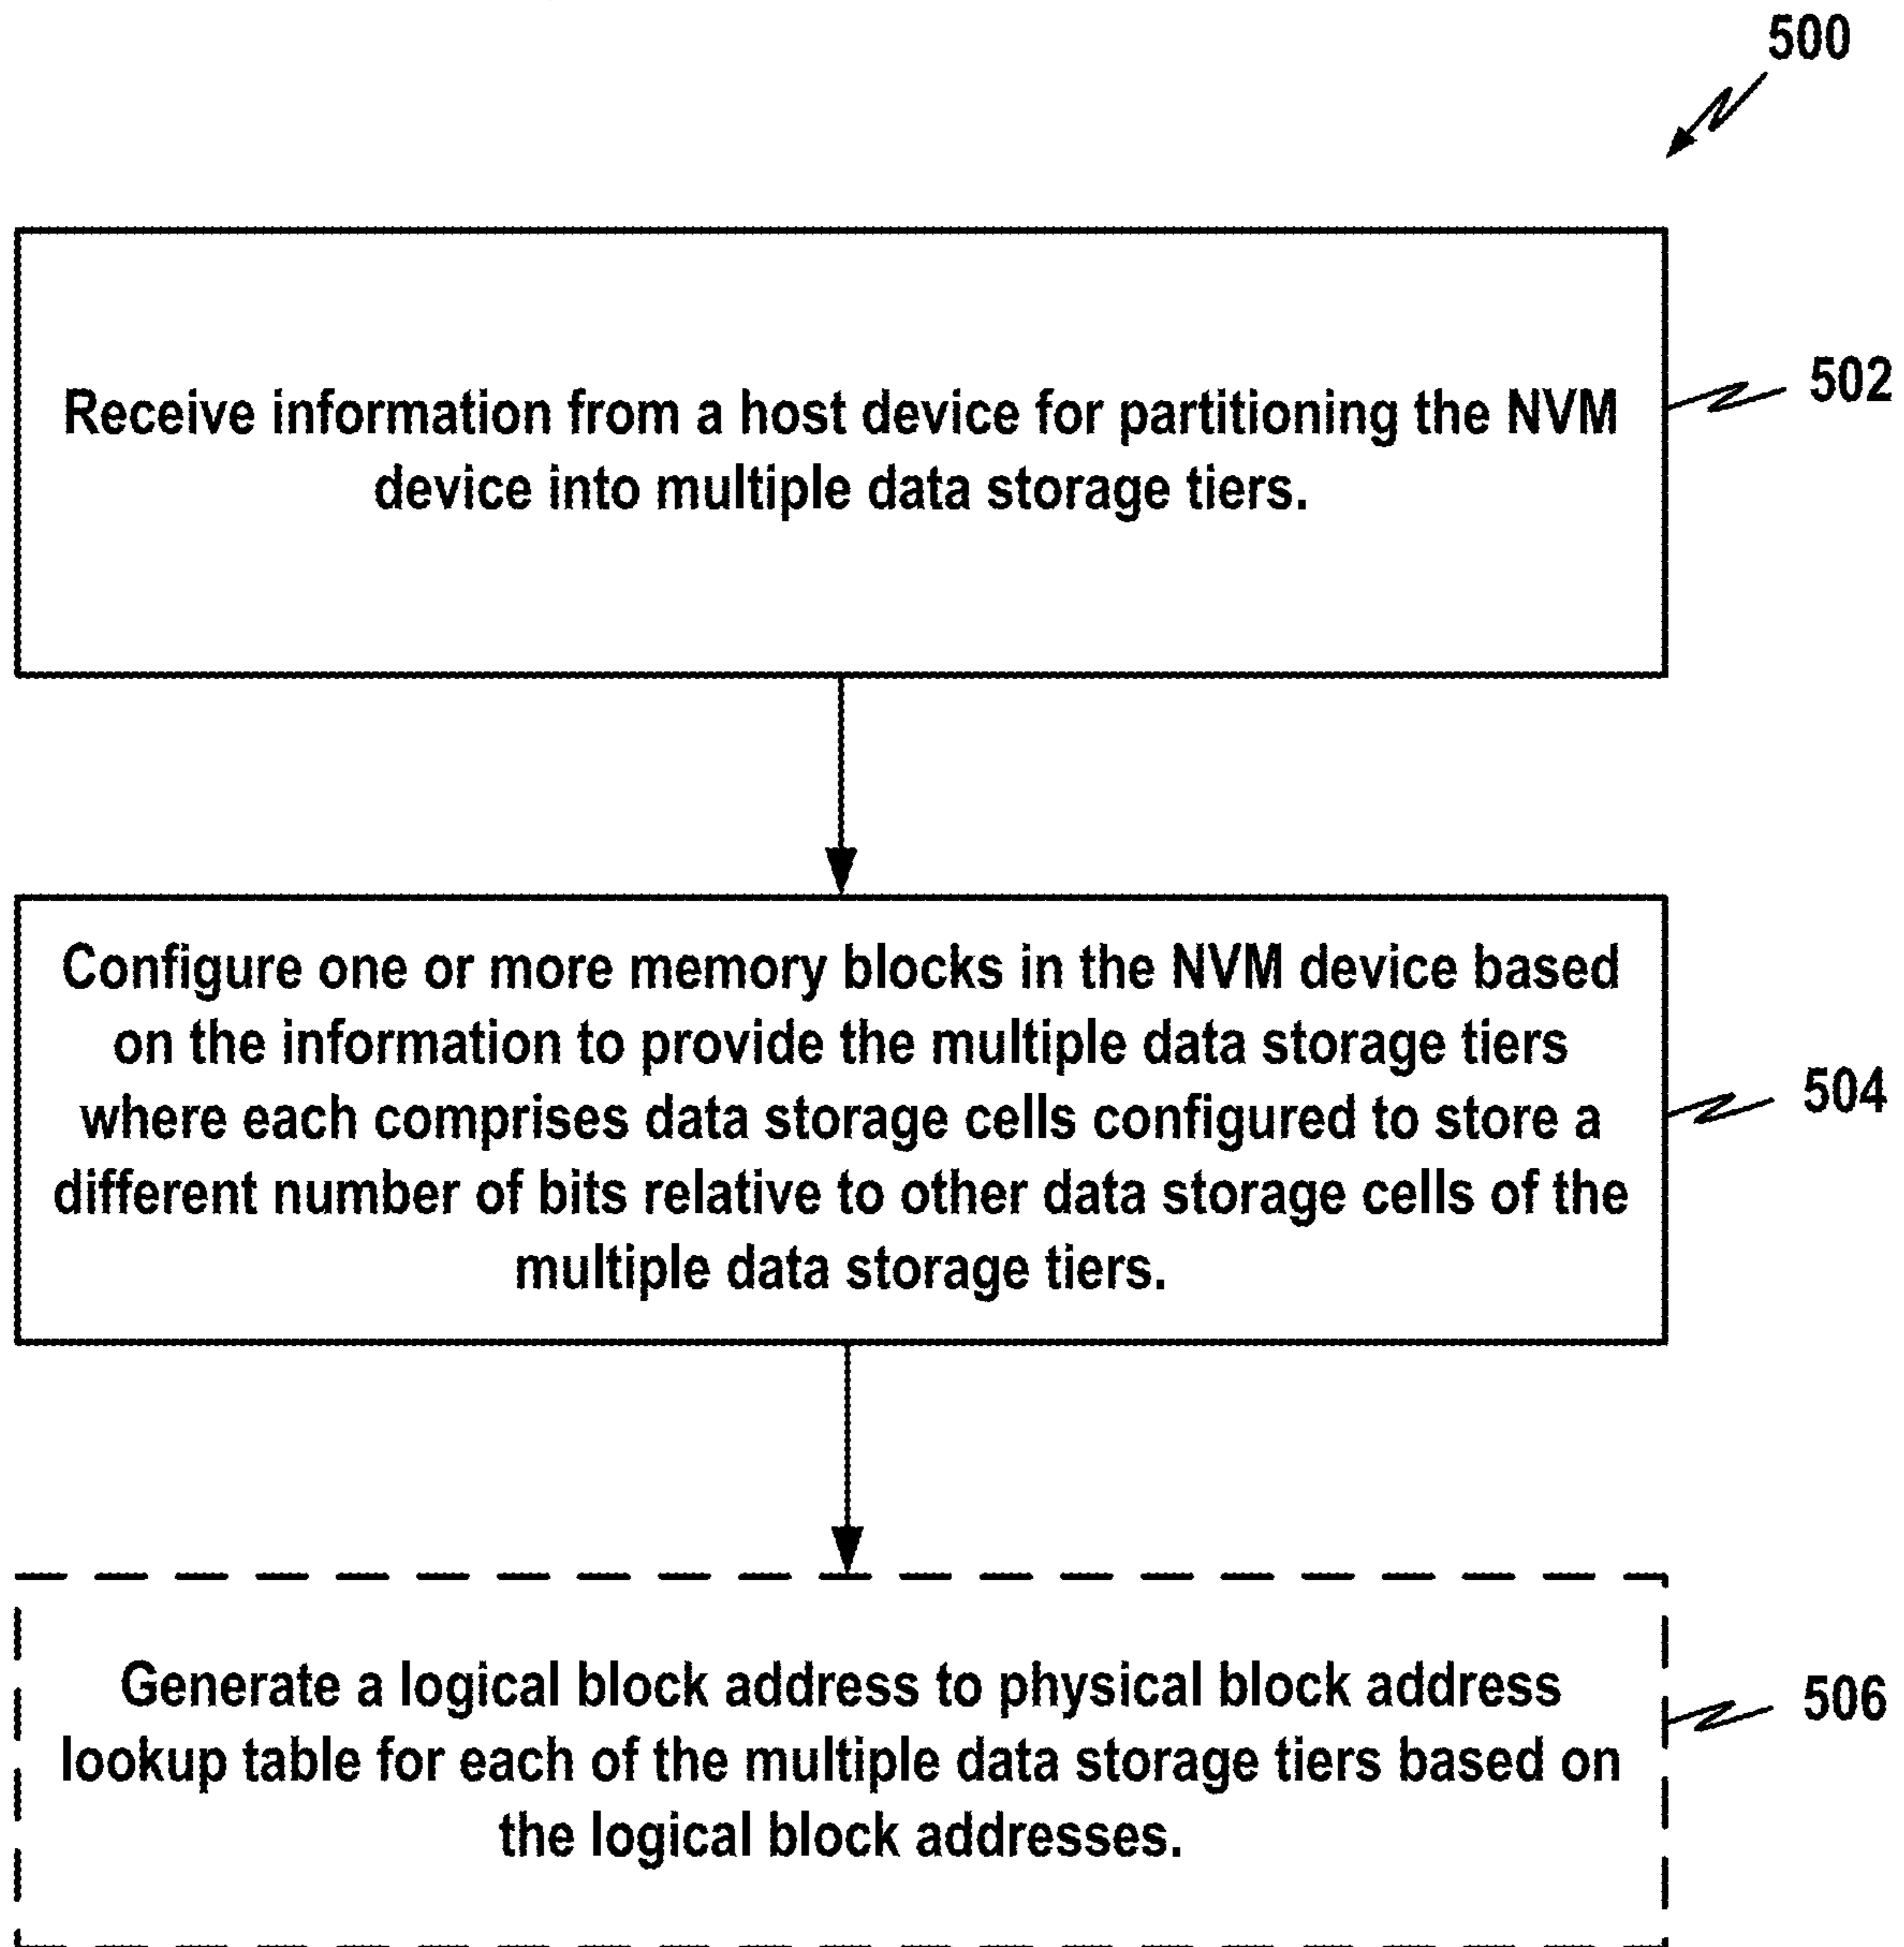 500
Receive information from a host device for partitioning the NVM
device into multiple data storage tiers.
502
Configure one or more memory blocks in the NVM device based
on the information to provide the multiple data storage tiers
where each comprises data storage cells configured to store a
different number of bits relative to other data storage cells of the
multiple data storage tiers.
504
Generate a logical block address to physical block address
lookup table for each of the multiple data storage tiers based on
the logical block addresses.
506